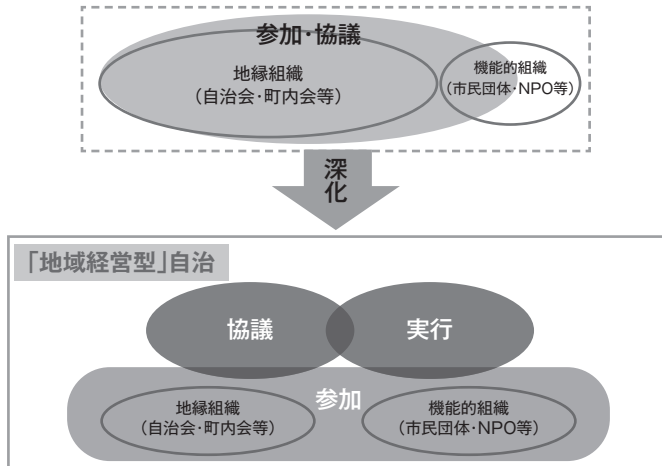 参加・協議
地縁組織
(自治会・町内会等)
機能的組織
(市民団体・NPO等)
深化
「地域経営型」自治
協議
実行
参加
地縁組織
(自治会・町内会等)
機能的組織
(市民団体・NPO等)